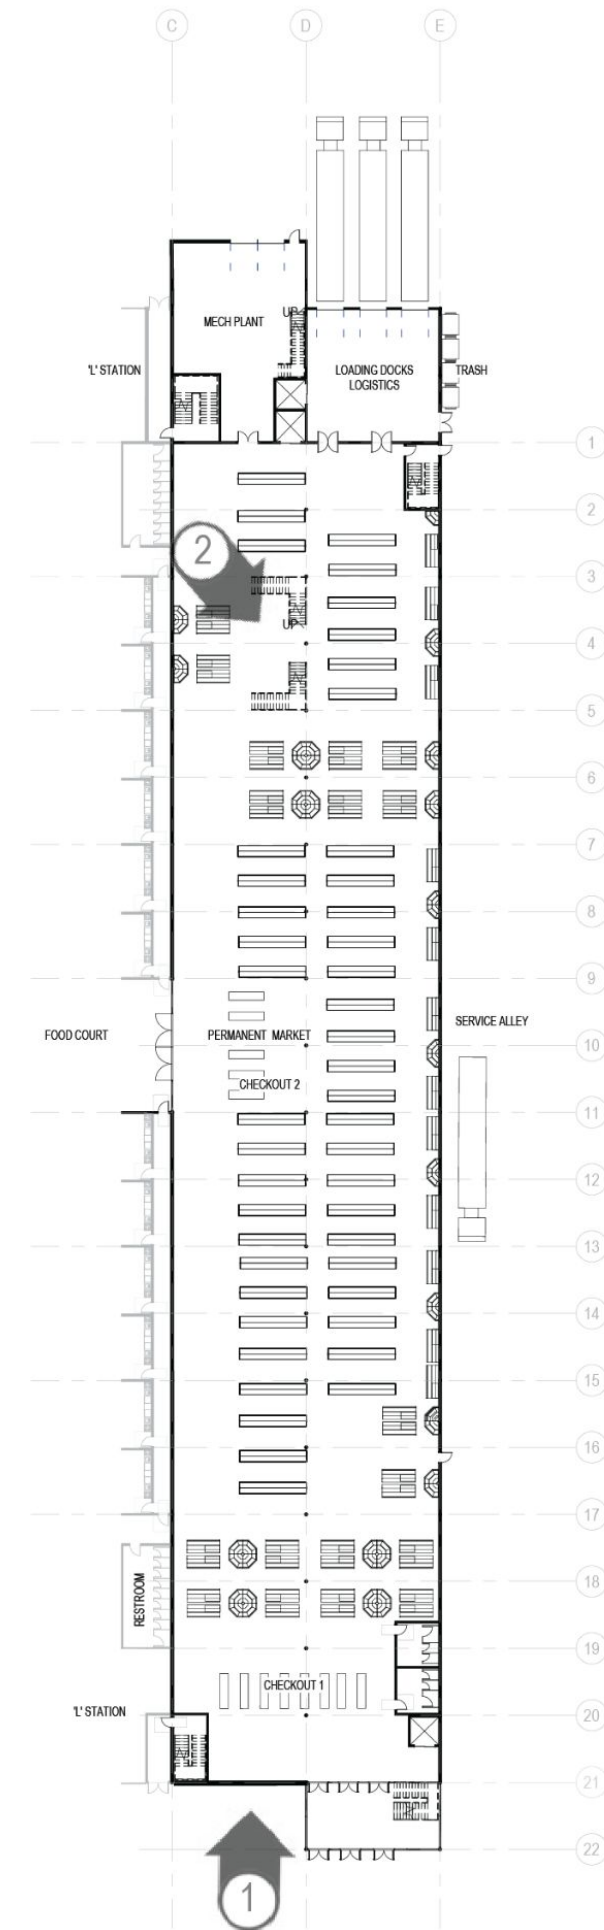 C
D
E
MECH PLANT
UP
'L' STATION
LOADING DOCKS
LOGISTICS
TRASH
1
2
2
3
UP
4
5
6
7
8
9
FOOD COURT
PERMANENT MARKET
SERVICE ALLEY
10
CHECKOUT 2
11
12
13
14
15
16
17
18
RESTROOM
19
CHECKOUT 1
'L' STATION
20
21
22
1